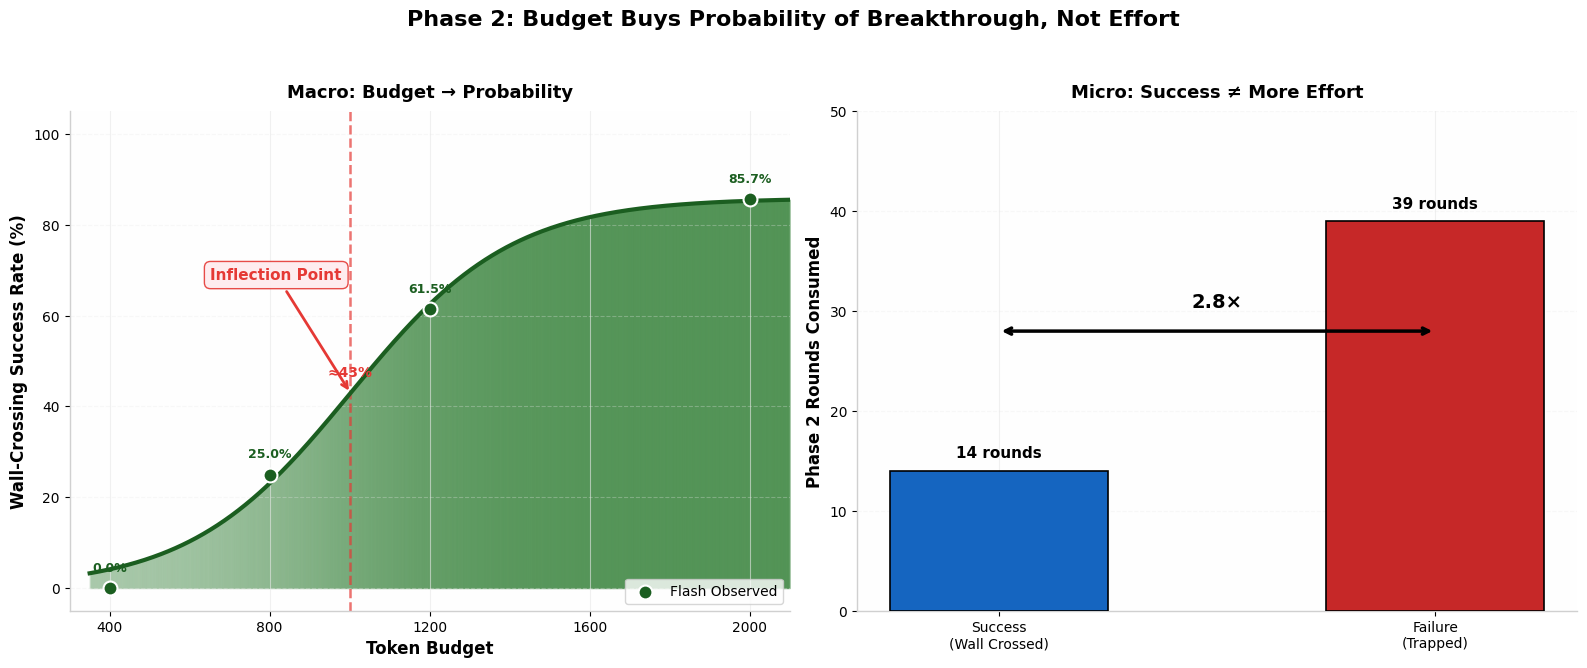 Phase 2: Budget Buys Probability of Breakthrough, Not Effort
Macro: Budget → Probability
Wall-Crossing Success Rate (%)
100
80
60
40
20
0
85.7%
Inflection Point
61.5%
≈43%
25.0%
0.0%
Flash Observed
400
800
1200
1600
2000
Token Budget
Micro: Success ≠ More Effort
Phase 2 Rounds Consumed
50
40
30
20
10
0
39 rounds
2.8×
14 rounds
Success
(Wall Crossed)
Failure
(Trapped)